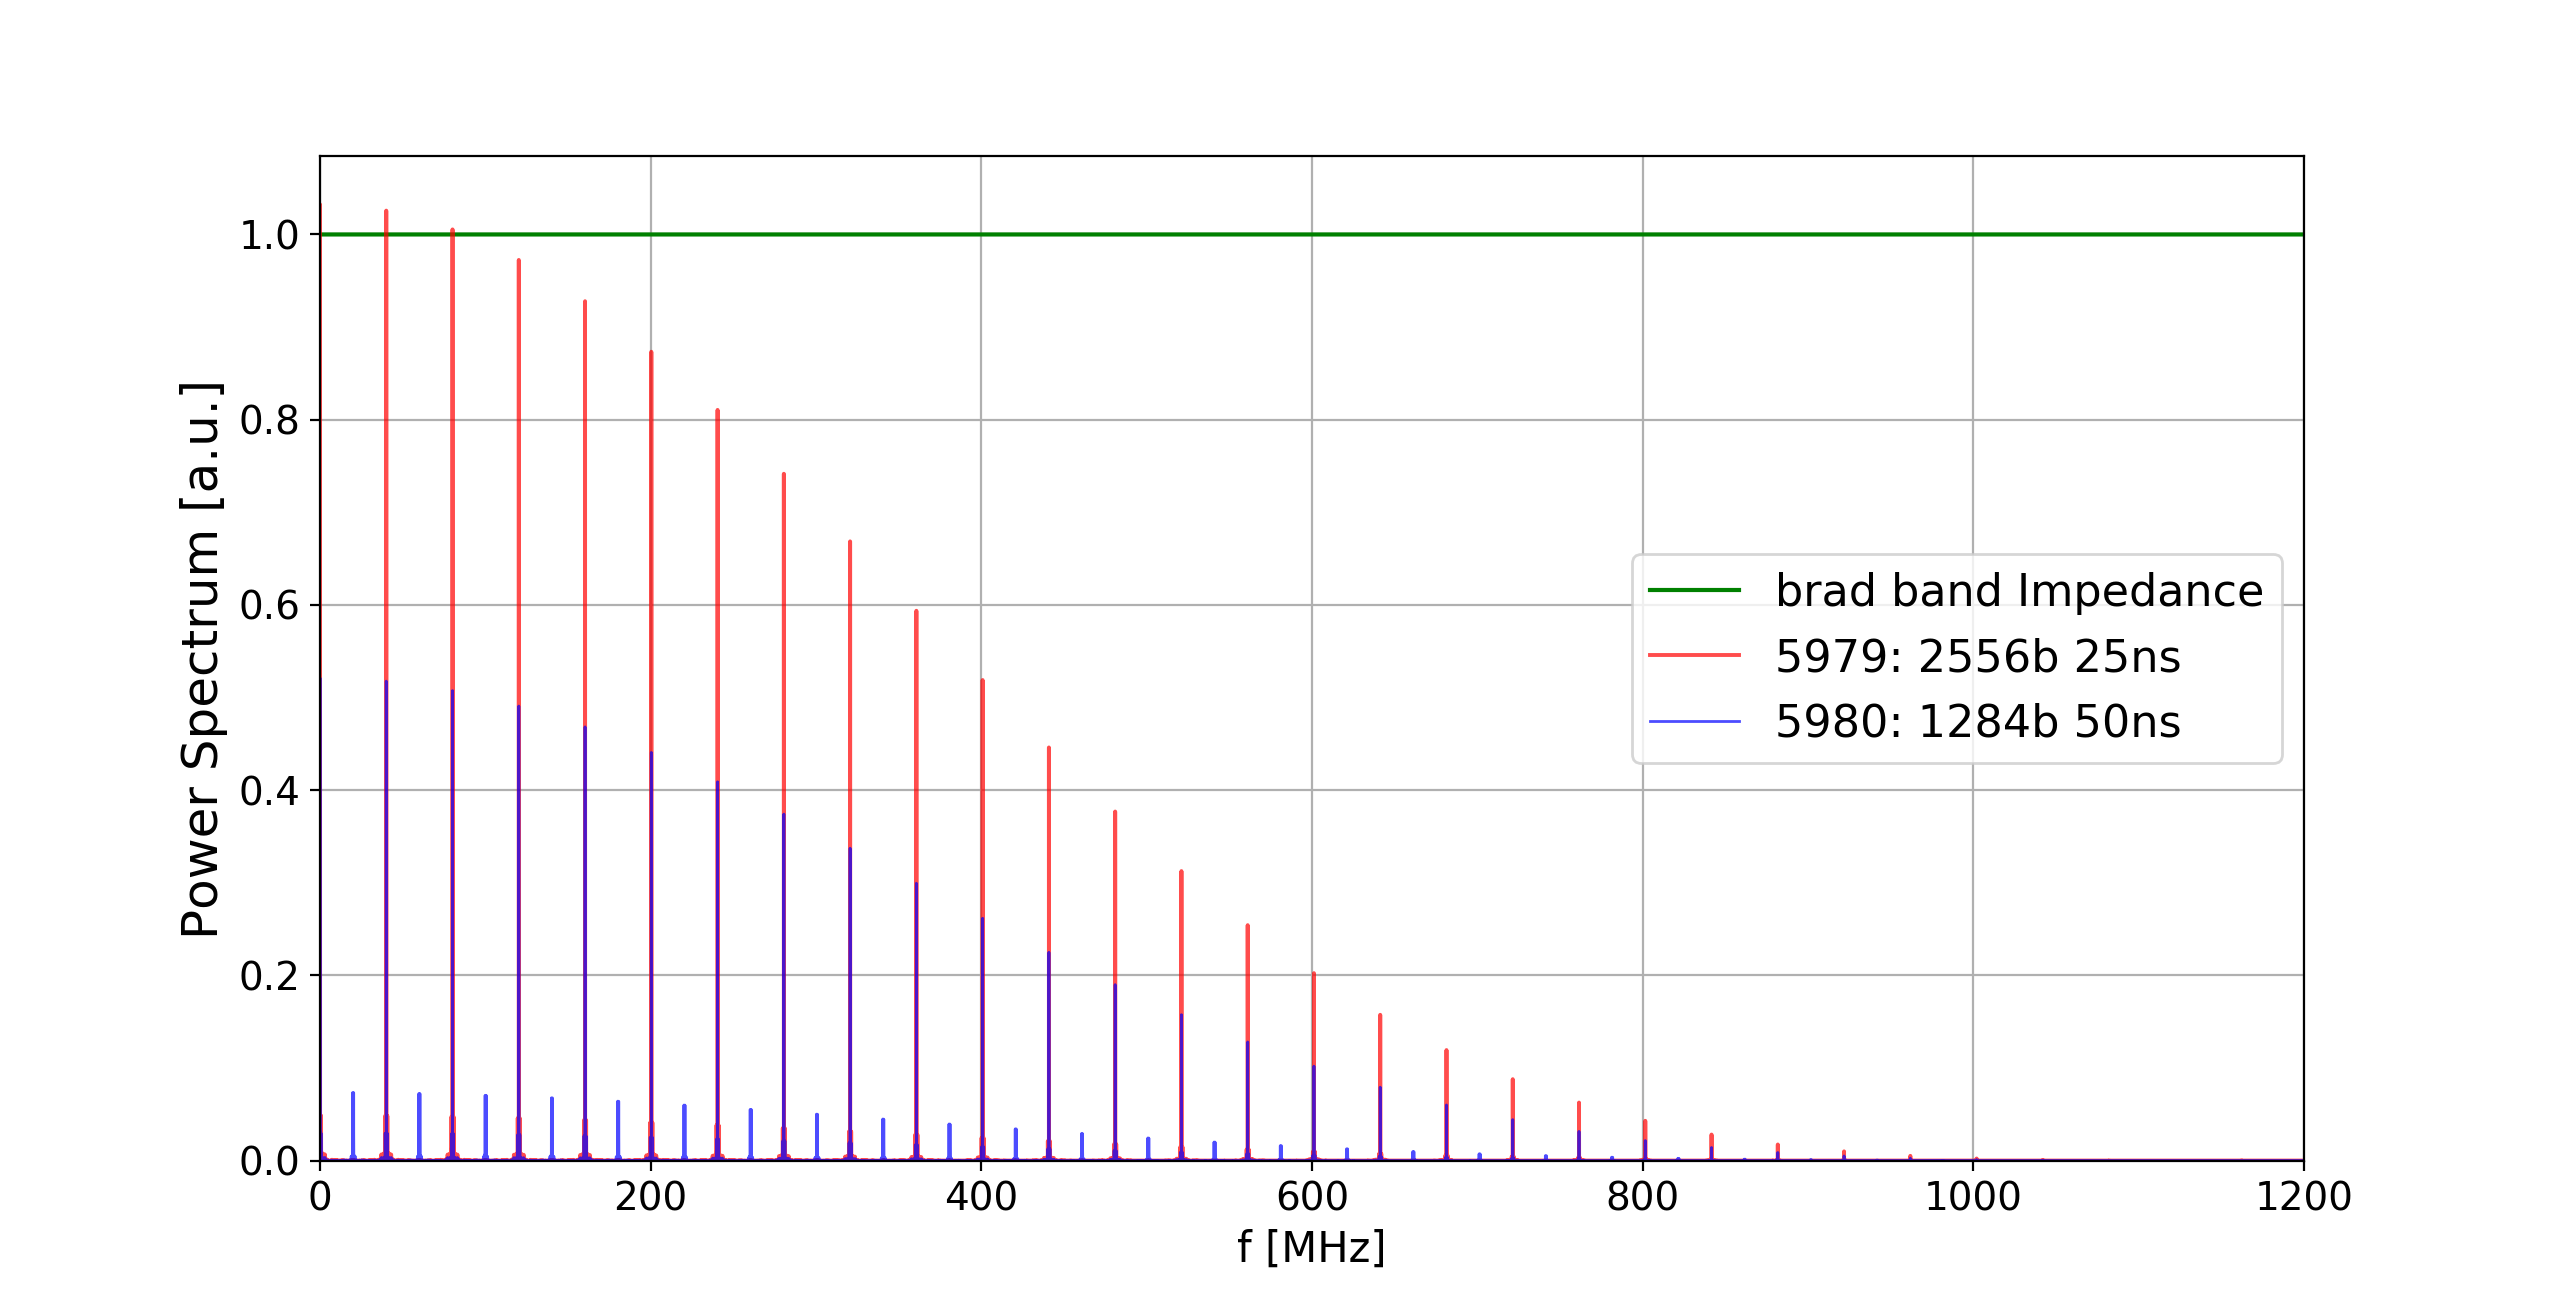 Power Spectrum [a.u.]
1.0
0.8
0.6
0.4
0.2
0.0
0 200 400 600 800 1000 1200
f [MHz]
brad band Impedance
5979: 2556b 25ns
5980: 1284b 50ns